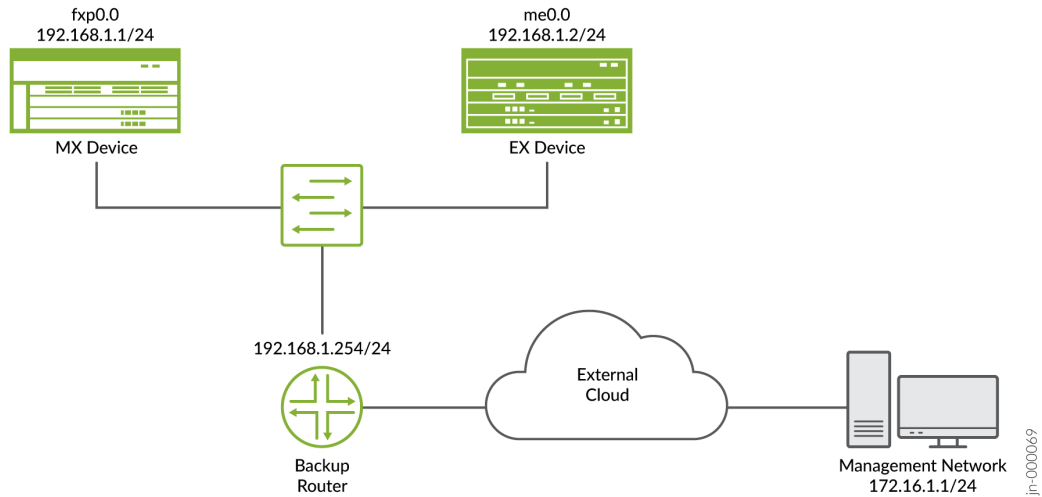 fxp0.0
192.168.1.1/24
MX Device
me0.0
192.168.1.2/24
EX Device
192.168.1.254/24
Backup
Router
External
Cloud
Management Network
172.16.1.1/24
jn-000069